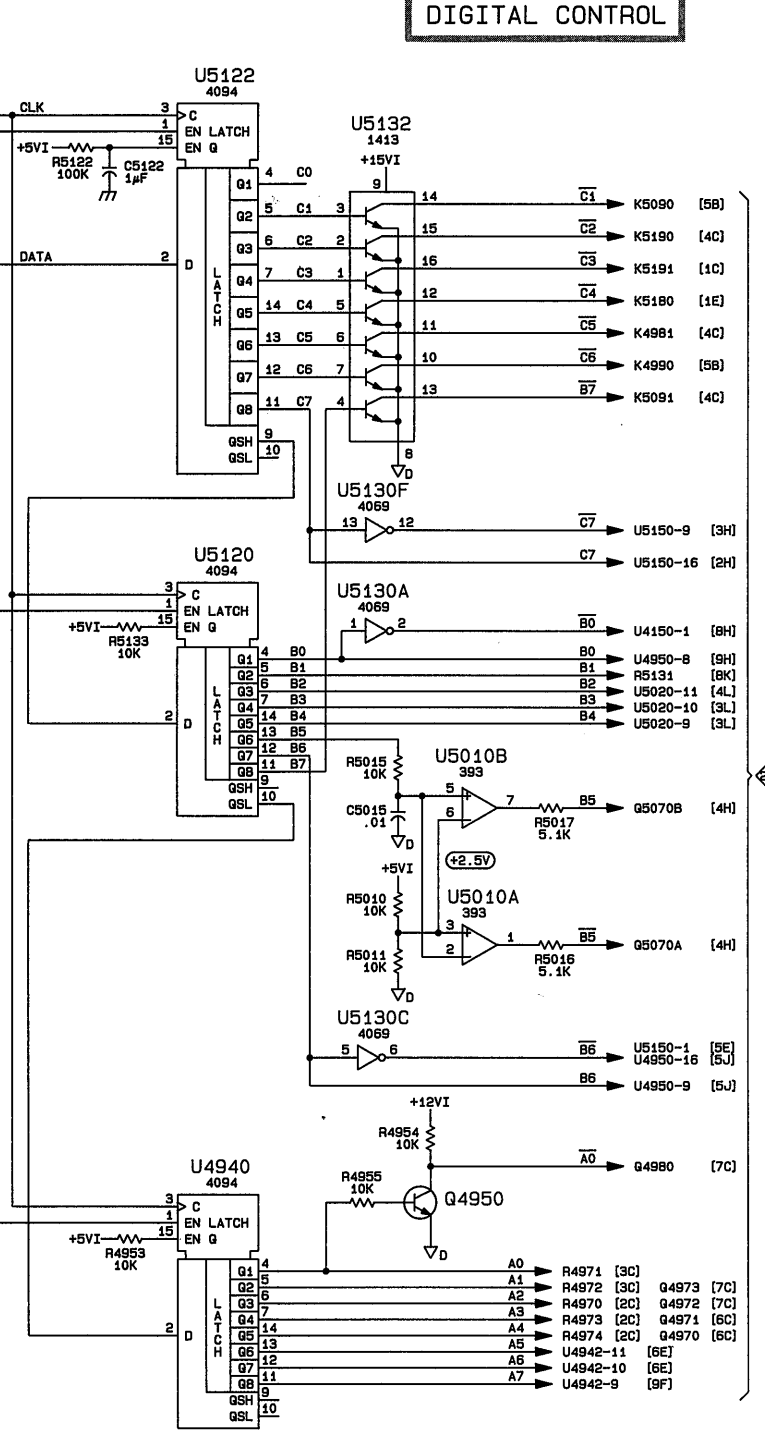 DIGITAL CONTROL
U5122
4094
CLK
3 C
1 EN LATCH
15 EN Q
+5VI
R5122
100K
C5122
1µF
DATA
2 D
LATCH
Q1 4 C0
Q2 5 C1 3
Q3 6 C2 2
Q4 7 C3 1
Q5 14 C4 5
Q6 13 C5 6
Q7 12 C6 7
Q8 11 C7 4
QSH 9
QSL 10
U5132
1413
+15VI
9
14 C1 K5090 [5B]
15 C2 K5190 [4C]
16 C3 K5191 [1C]
12 C4 K5180 [1E]
11 C5 K4981 [4C]
10 C6 K4990 [5B]
13 B7 K5091 [4C]
8
D
U5130F
4069
13 12 C7 U5150-9 [3H]
C7 U5150-16 [2H]
U5120
4094
3 C
1 EN LATCH
15 EN Q
+5VI
R5133
10K
2 D
LATCH
Q1 4 B0
Q2 5 B1
Q3 6 B2
Q4 7 B3
Q5 14 B4
Q6 13 B5
Q7 12 B6
Q8 11 B7
QSH 9
QSL 10
U5130A
4069
1 2 B0 U4150-1 [8H]
B0 U4950-8 [9H]
B1 R5131 [8K]
B2 U5020-11 [4L]
B3 U5020-10 [3L]
B4 U5020-9 [3L]
R5015
10K
C5015
.01
D
U5010B
393
5 +
6 −
7
R5017
5.1K
B5 Q5070B [4H]
+2.5V
+5VI
R5010
10K
R5011
10K
D
U5010A
393
3 +
2 −
1
R5016
5.1K
B5 Q5070A [4H]
U5130C
4069
5 6 B6 U5150-1 [5E]
U4950-16 [5J]
B6 U4950-9 [5J]
+12VI
R4954
10K
A0 Q4980 [7C]
R4955
10K
Q4950
D
U4940
4094
3 C
1 EN LATCH
15 EN Q
+5VI
R4953
10K
2 D
LATCH
Q1 4 A0 R4971 [3C]
Q2 5 A1 R4972 [3C] Q4973 [7C]
Q3 6 A2 R4970 [2C] Q4972 [7C]
Q4 7 A3 R4973 [2C] Q4971 [6C]
Q5 14 A4 R4974 [2C] Q4970 [6C]
Q6 13 A5 U4942-11 [6E]
Q7 12 A6 U4942-10 [6E]
Q8 11 A7 U4942-9 [9F]
QSH 9
QSL 10